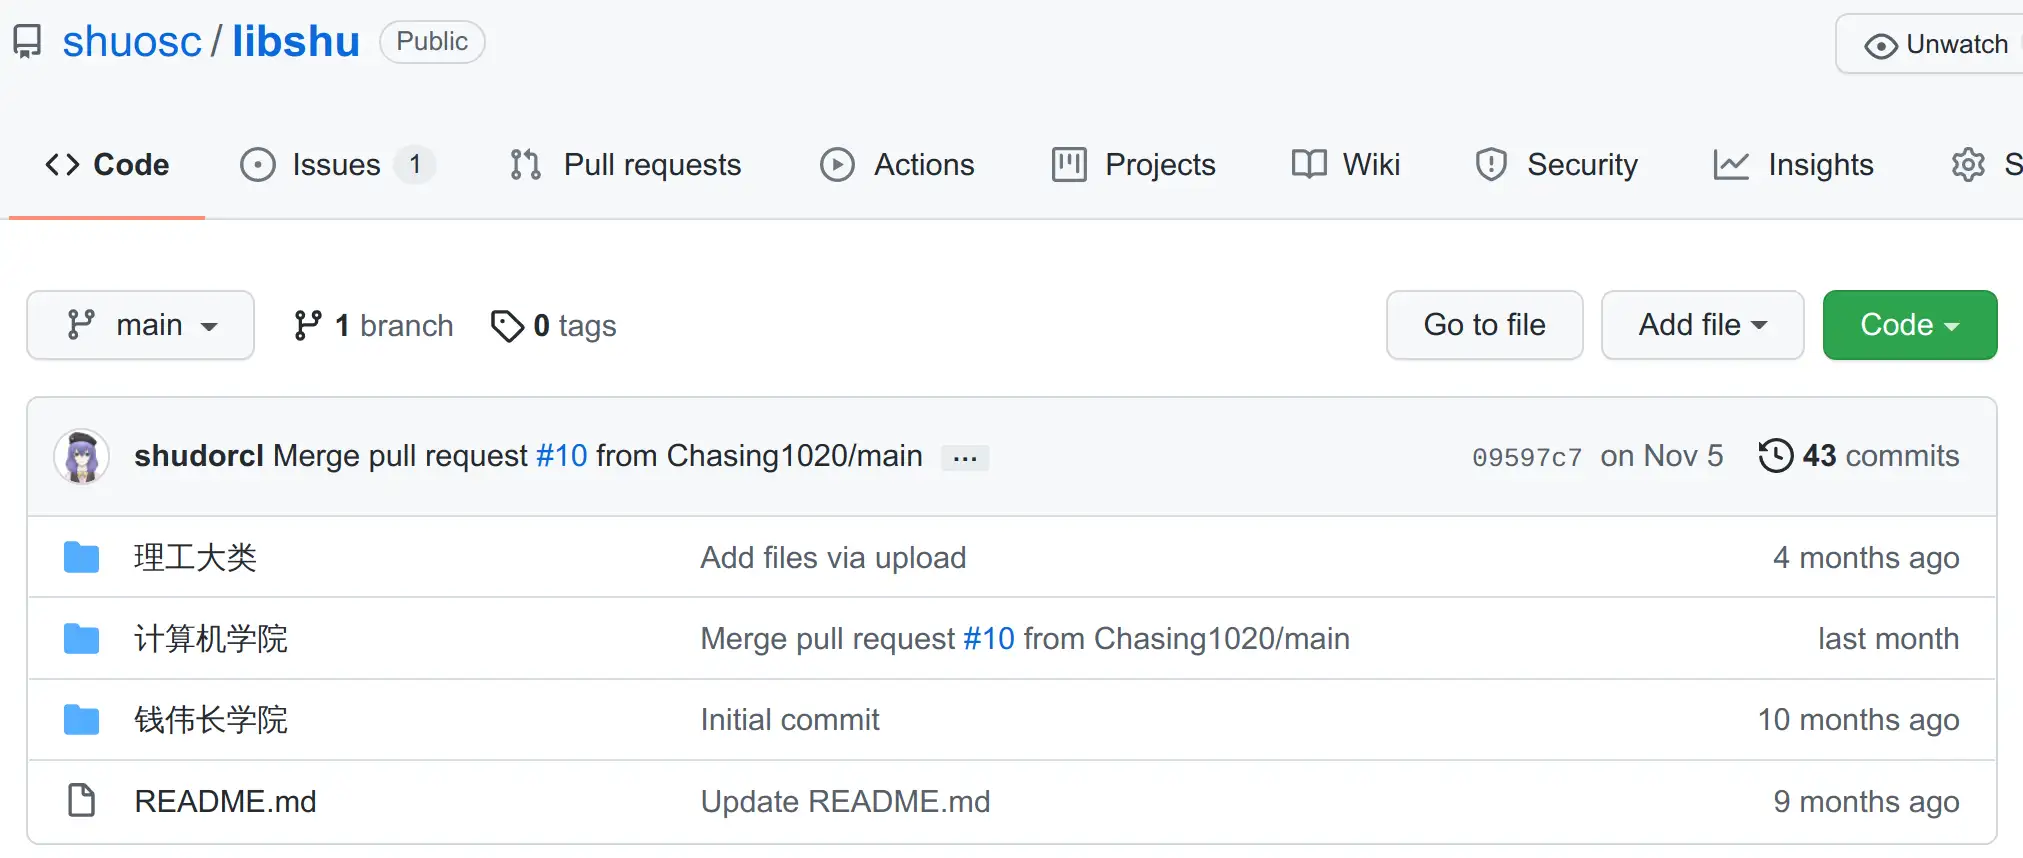 shuosc / libshu Public Unwatch
Code Issues 1 Pull requests Actions Projects Wiki Security Insights S
main 1 branch 0 tags Go to file Add file Code
shudorcl Merge pull request #10 from Chasing1020/main ... 09597c7 on Nov 5 43 commits
理工大类 Add files via upload 4 months ago
计算机学院 Merge pull request #10 from Chasing1020/main last month
钱伟长学院 Initial commit 10 months ago
README.md Update README.md 9 months ago